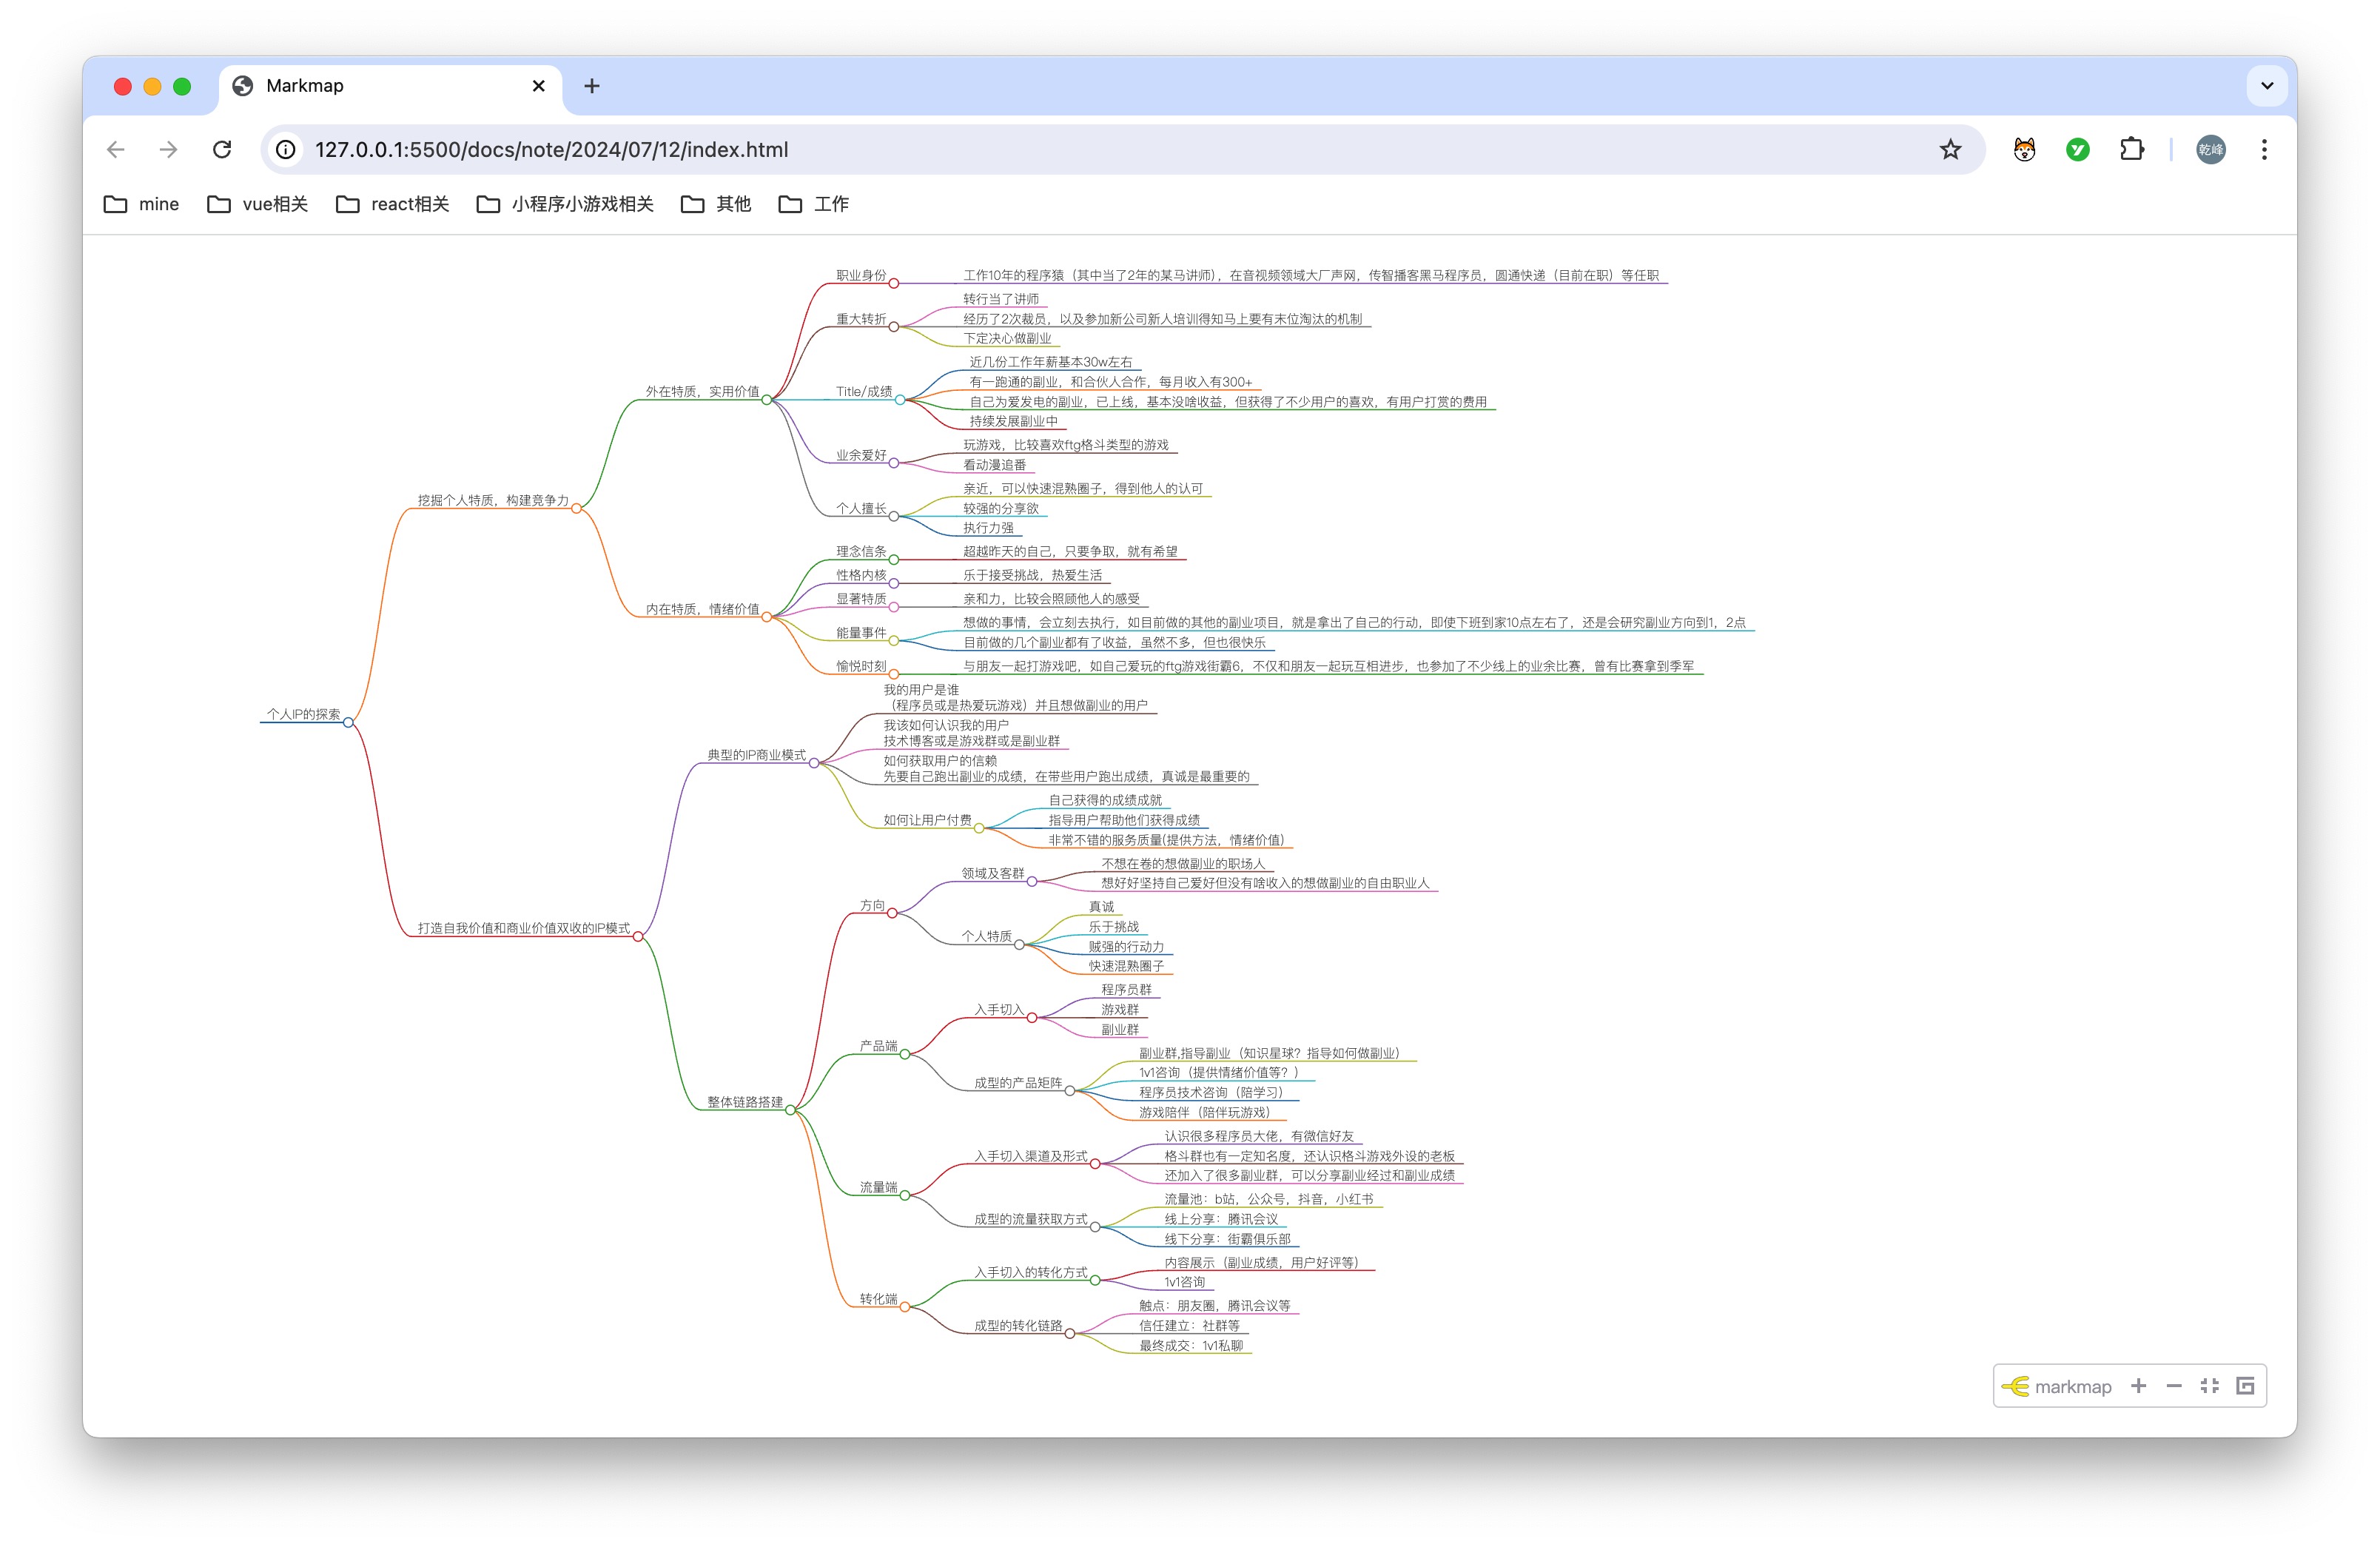 Markmap
127.0.0.1:5500/docs/note/2024/07/12/index.html
乾峰
mine
vue相关
react相关
小程序小游戏相关
其他
工作
个人IP的探索
挖掘个人特质，构建竞争力
外在特质，实用价值
职业身份
工作10年的程序猿（其中当了2年的某马讲师），在音视频领域大厂声网，传智播客黑马程序员，圆通快递（目前在职）等任职
重大转折
转行当了讲师
经历了2次裁员，以及参加新公司新人培训得知马上要有末位淘汰的机制
下定决心做副业
Title/成绩
近几份工作年薪基本30w左右
有一跑通的副业，和合伙人合作，每月收入有300+
自己为爱发电的副业，已上线，基本没啥收益，但获得了不少用户的喜欢，有用户打赏的费用
持续发展副业中
业余爱好
玩游戏，比较喜欢ftg格斗类型的游戏
看动漫追番
个人擅长
亲近，可以快速混熟圈子，得到他人的认可
较强的分享欲
执行力强
内在特质，情绪价值
理念信条
超越昨天的自己，只要争取，就有希望
性格内核
乐于接受挑战，热爱生活
显著特质
亲和力，比较会照顾他人的感受
能量事件
想做的事情，会立刻去执行，如目前做的其他的副业项目，就是拿出了自己的行动，即使下班到家10点左右了，还是会研究副业方向到1，2点
目前做的几个副业都有了收益，虽然不多，但也很快乐
愉悦时刻
与朋友一起打游戏吧，如自己爱玩的ftg游戏街霸6，不仅和朋友一起玩互相进步，也参加了不少线上的业余比赛，曾有比赛拿到季军
打造自我价值和商业价值双收的IP模式
典型的IP商业模式
我的用户是谁
（程序员或是热爱玩游戏）并且想做副业的用户
我该如何认识我的用户
技术博客或是游戏群或是副业群
如何获取用户的信赖
先要自己跑出副业的成绩，在带些用户跑出成绩，真诚是最重要的
如何让用户付费
自己获得的成绩成就
指导用户帮助他们获得成绩
非常不错的服务质量(提供方法，情绪价值)
整体链路搭建
方向
领域及客群
不想在卷的想做副业的职场人
想好好坚持自己爱好但没有啥收入的想做副业的自由职业人
个人特质
真诚
乐于挑战
贼强的行动力
快速混熟圈子
产品端
入手切入
程序员群
游戏群
副业群
成型的产品矩阵
副业群,指导副业（知识星球？指导如何做副业）
1v1咨询（提供情绪价值等？）
程序员技术咨询（陪学习）
游戏陪伴（陪伴玩游戏）
流量端
入手切入渠道及形式
认识很多程序员大佬，有微信好友
格斗群也有一定知名度，还认识格斗游戏外设的老板
还加入了很多副业群，可以分享副业经过和副业成绩
成型的流量获取方式
流量池：b站，公众号，抖音，小红书
线上分享：腾讯会议
线下分享：街霸俱乐部
转化端
入手切入的转化方式
内容展示（副业成绩，用户好评等）
1v1咨询
成型的转化链路
触点：朋友圈，腾讯会议等
信任建立：社群等
最终成交：1v1私聊
markmap